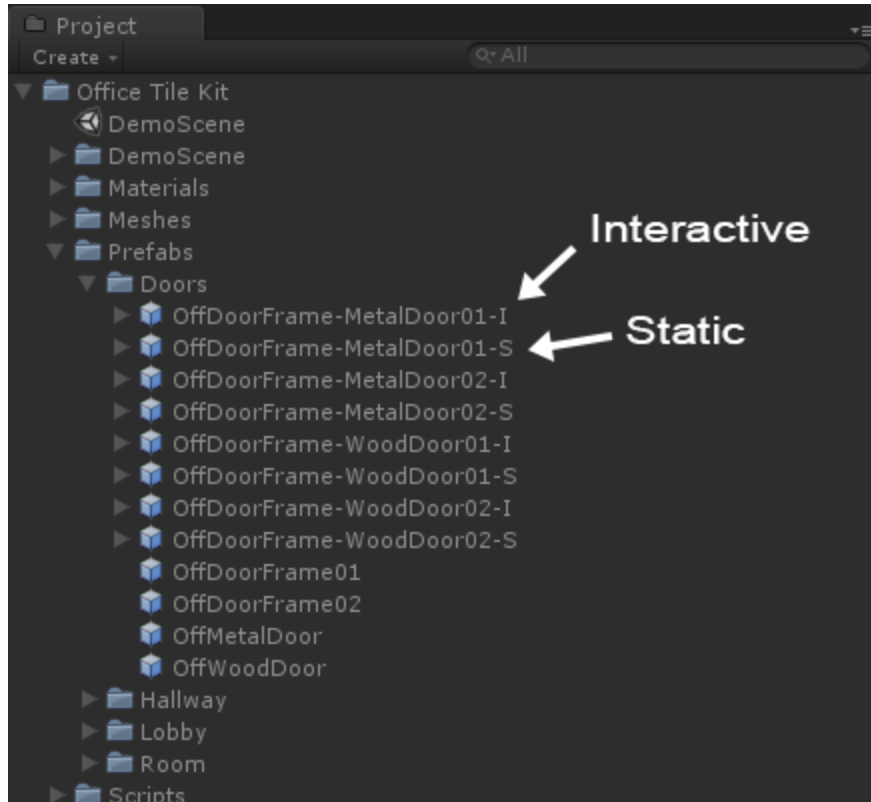 Project
Create
All
Office Tile Kit
DemoScene
DemoScene
Materials
Meshes
Interactive
Prefabs
Doors
OffDoorFrame-MetalDoor01-I
Static
OffDoorFrame-MetalDoor01-S
OffDoorFrame-MetalDoor02-I
OffDoorFrame-MetalDoor02-S
OffDoorFrame-WoodDoor01-I
OffDoorFrame-WoodDoor01-S
OffDoorFrame-WoodDoor02-I
OffDoorFrame-WoodDoor02-S
OffDoorFrame01
OffDoorFrame02
OffMetalDoor
OffWoodDoor
Hallway
Lobby
Room
Scripts